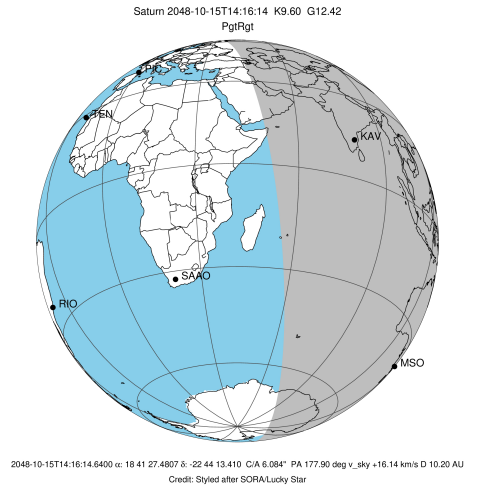 Saturn 2048-10-15T14:16:14 K9.60 G12.42
PgtRgt
TEN
KAV
SAAO
RIO
MSO
2048-10-15T14:16:14.6400 α: 18 41 27.4807 δ: -22 44 13.410 C/A 6.084" PA 177.90 deg v_sky +16.14 km/s D 10.20 AU
Credit: Styled after SORA/Lucky Star